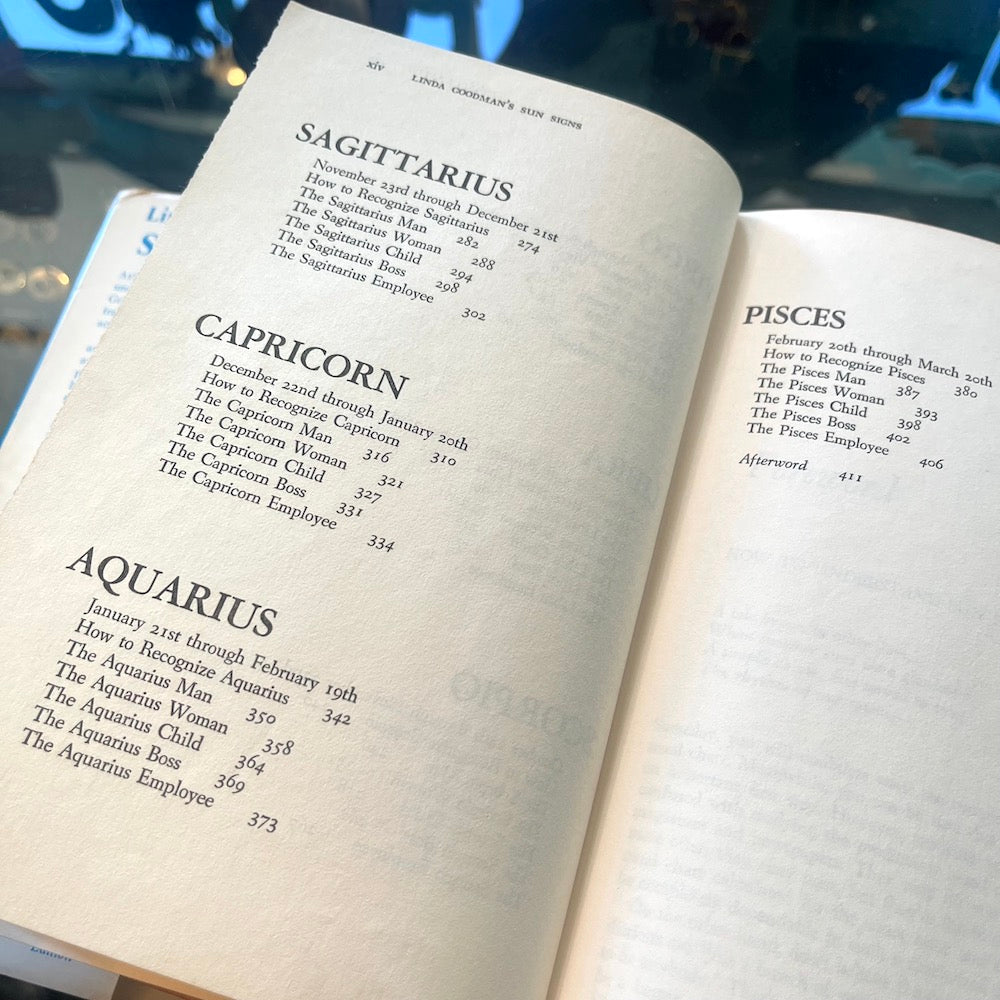 xiv LINDA GOODMAN'S SUN SIGNS
SAGITTARIUS
November 23rd through December 21st
How to Recognize Sagittarius 274
The Sagittarius Man 282
The Sagittarius Woman 288
The Sagittarius Child 294
The Sagittarius Boss 298
The Sagittarius Employee 302
CAPRICORN
December 22nd through January 20th
How to Recognize Capricorn 310
The Capricorn Man 316
The Capricorn Woman 321
The Capricorn Child 327
The Capricorn Boss 331
The Capricorn Employee 334
AQUARIUS
January 21st through February 19th
How to Recognize Aquarius 342
The Aquarius Man 350
The Aquarius Woman 358
The Aquarius Child 364
The Aquarius Boss 369
The Aquarius Employee 373
PISCES
February 20th through March 20th
How to Recognize Pisces 380
The Pisces Man 387
The Pisces Woman 393
The Pisces Child 398
The Pisces Boss 402
The Pisces Employee 406
Afterword 411